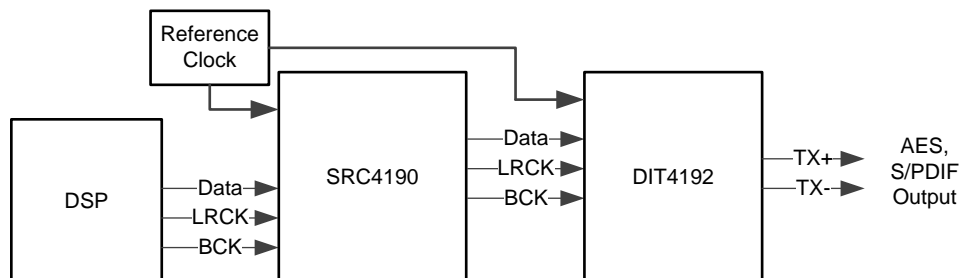 Reference
Clock
DSP
Data
LRCK
BCK
SRC4190
Data
LRCK
BCK
DIT4192
TX+
TX-
AES,
S/PDIF
Output